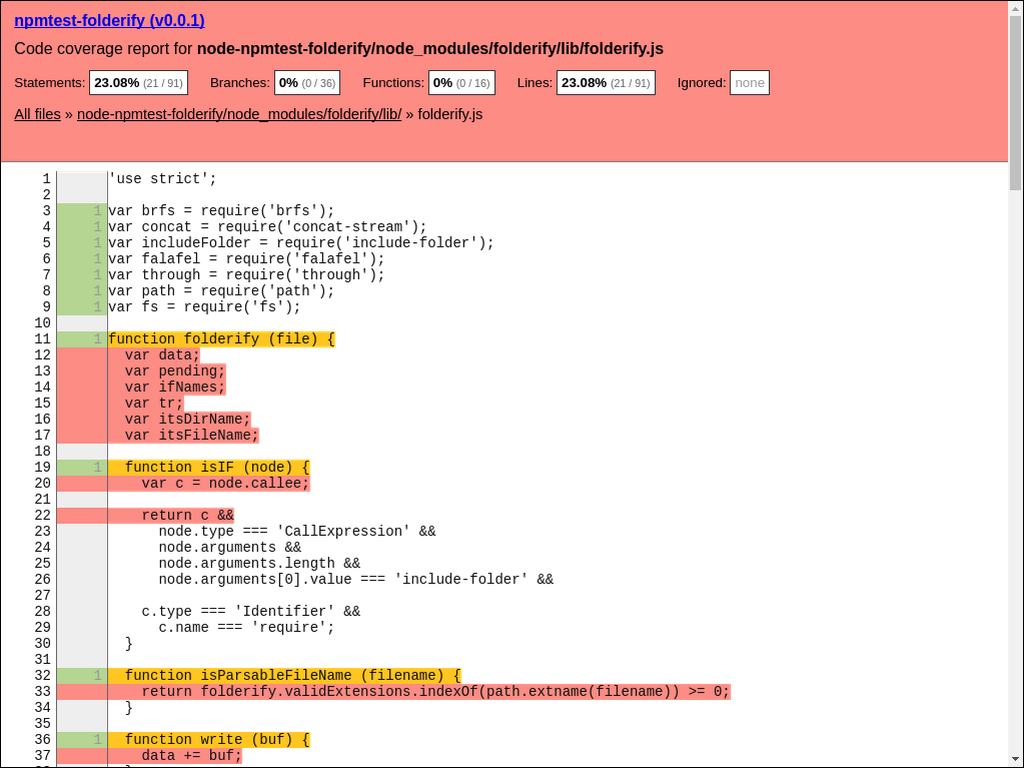 npmtest-folderify (v0.0.1)
Code coverage report for node-npmtest-folderify/node_modules/folderify/lib/folderify.js
Statements: 23.08% (21 / 91) Branches: 0% (0 / 36) Functions: 0% (0 / 16) Lines: 23.08% (21 / 91) Ignored: none
All files » node-npmtest-folderify/node_modules/folderify/lib/ » folderify.js
1 'use strict';
2
3 1 var brfs = require('brfs');
4 1 var concat = require('concat-stream');
5 1 var includeFolder = require('include-folder');
6 1 var falafel = require('falafel');
7 1 var through = require('through');
8 1 var path = require('path');
9 1 var fs = require('fs');
10
11 1 function folderify (file) {
12 var data;
13 var pending;
14 var ifNames;
15 var tr;
16 var itsDirName;
17 var itsFileName;
18
19 1 function isIF (node) {
20 var c = node.callee;
21
22 return c &&
23 node.type === 'CallExpression' &&
24 node.arguments &&
25 node.arguments.length &&
26 node.arguments[0].value === 'include-folder' &&
27
28 c.type === 'Identifier' &&
29 c.name === 'require';
30 }
31
32 1 function isParsableFileName (filename) {
33 return folderify.validExtensions.indexOf(path.extname(filename)) >= 0;
34 }
35
36 1 function write (buf) {
37 data += buf;